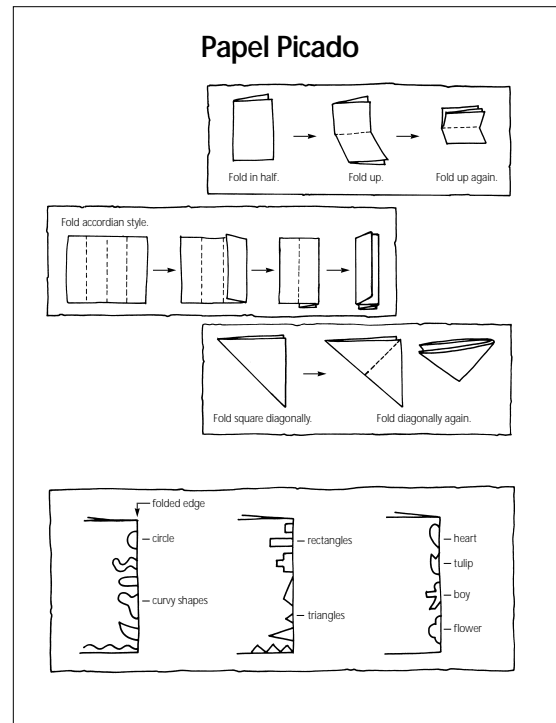 Papel Picado
Fold in half.
Fold up.
Fold up again.
Fold accordian style.
Fold square diagonally.
Fold diagonally again.
folded edge
circle
curvy shapes
rectangles
triangles
heart
tulip
boy
flower